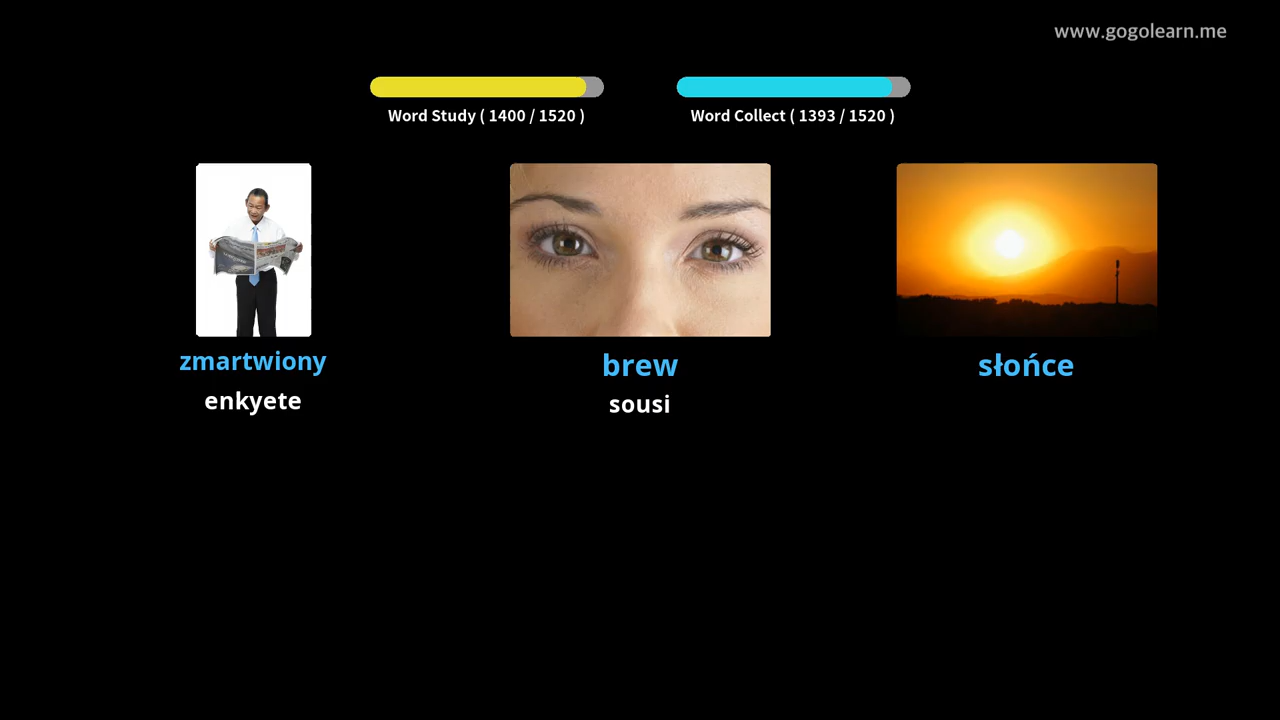 www.gogolearn.me
Word Study ( 1400 / 1520 )
Word Collect ( 1393 / 1520 )
zmartwiony
enkyete
brew
sousi
słońce